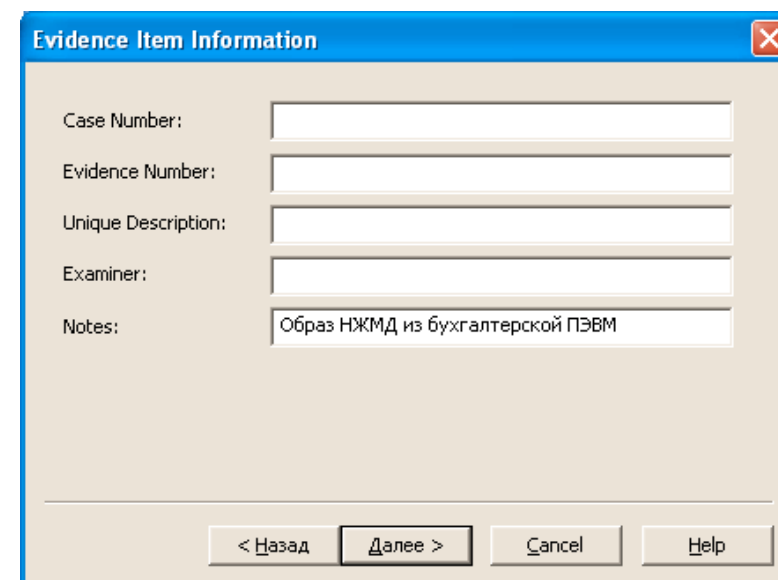 Evidence Item Information
Case Number:
Evidence Number:
Unique Description:
Examiner:
Notes: Образ НЖМД из бухгалтерской ПЭВМ
< Назад Далее > Cancel Help